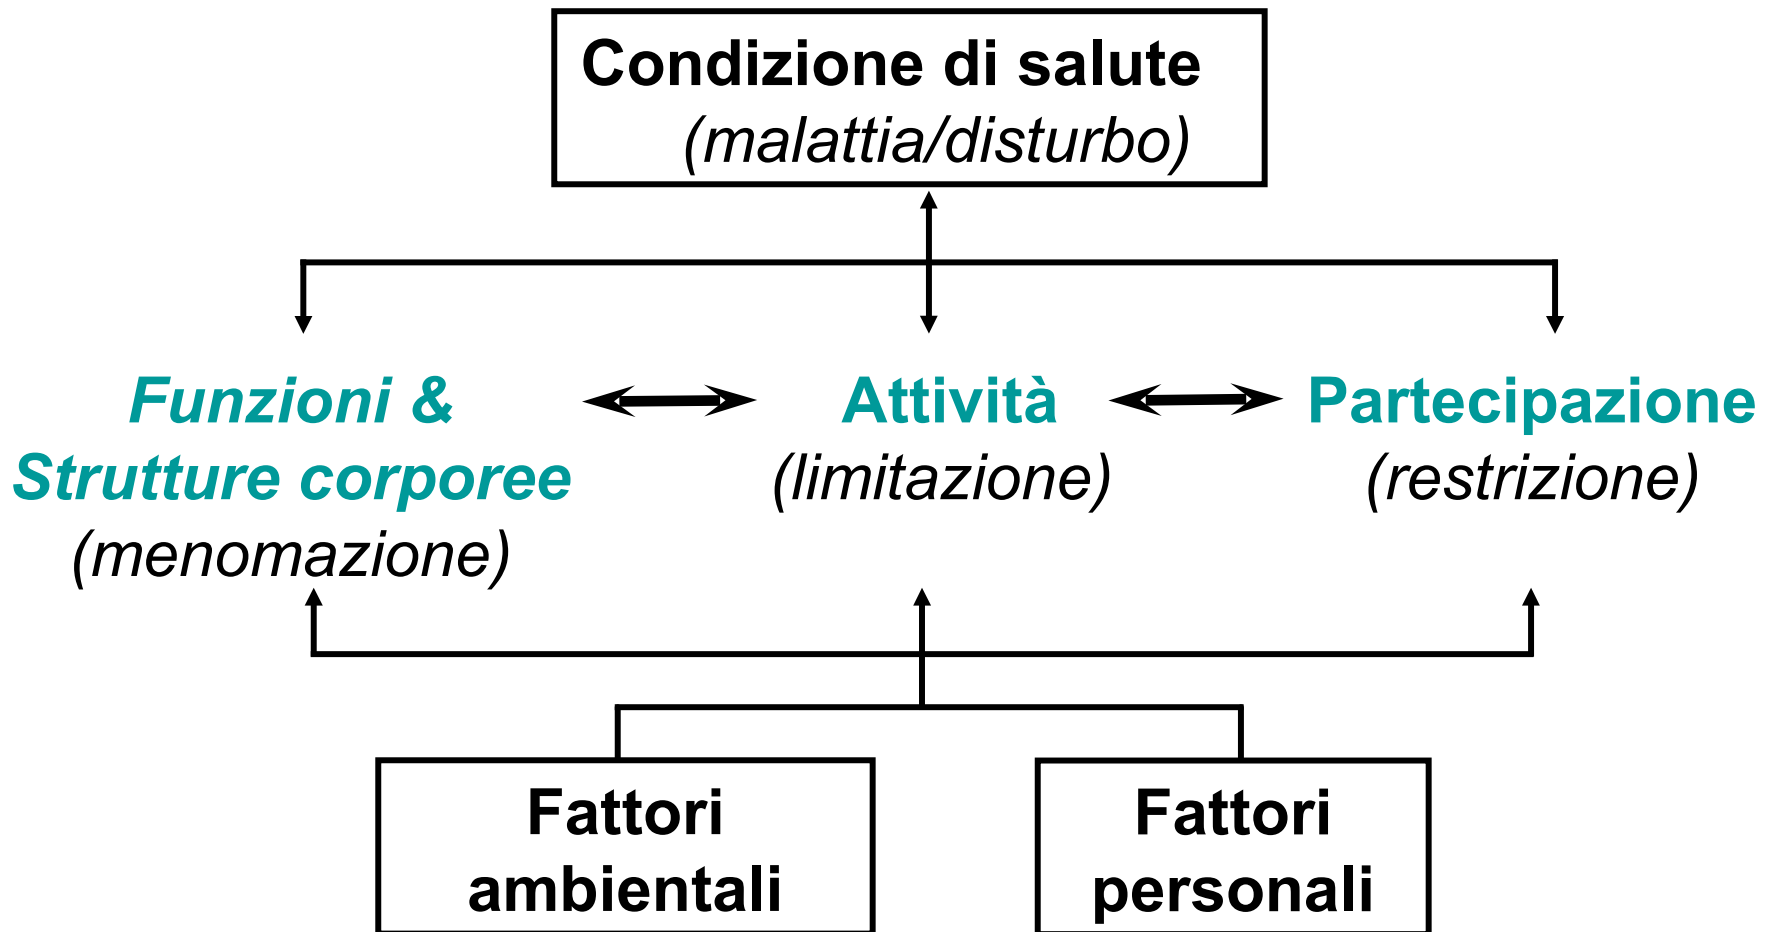 Condizione di salute
(malattia/disturbo)
Funzioni &
Strutture corporee
(menomazione)
Attività
(limitazione)
Partecipazione
(restrizione)
Fattori
ambientali
Fattori
personali